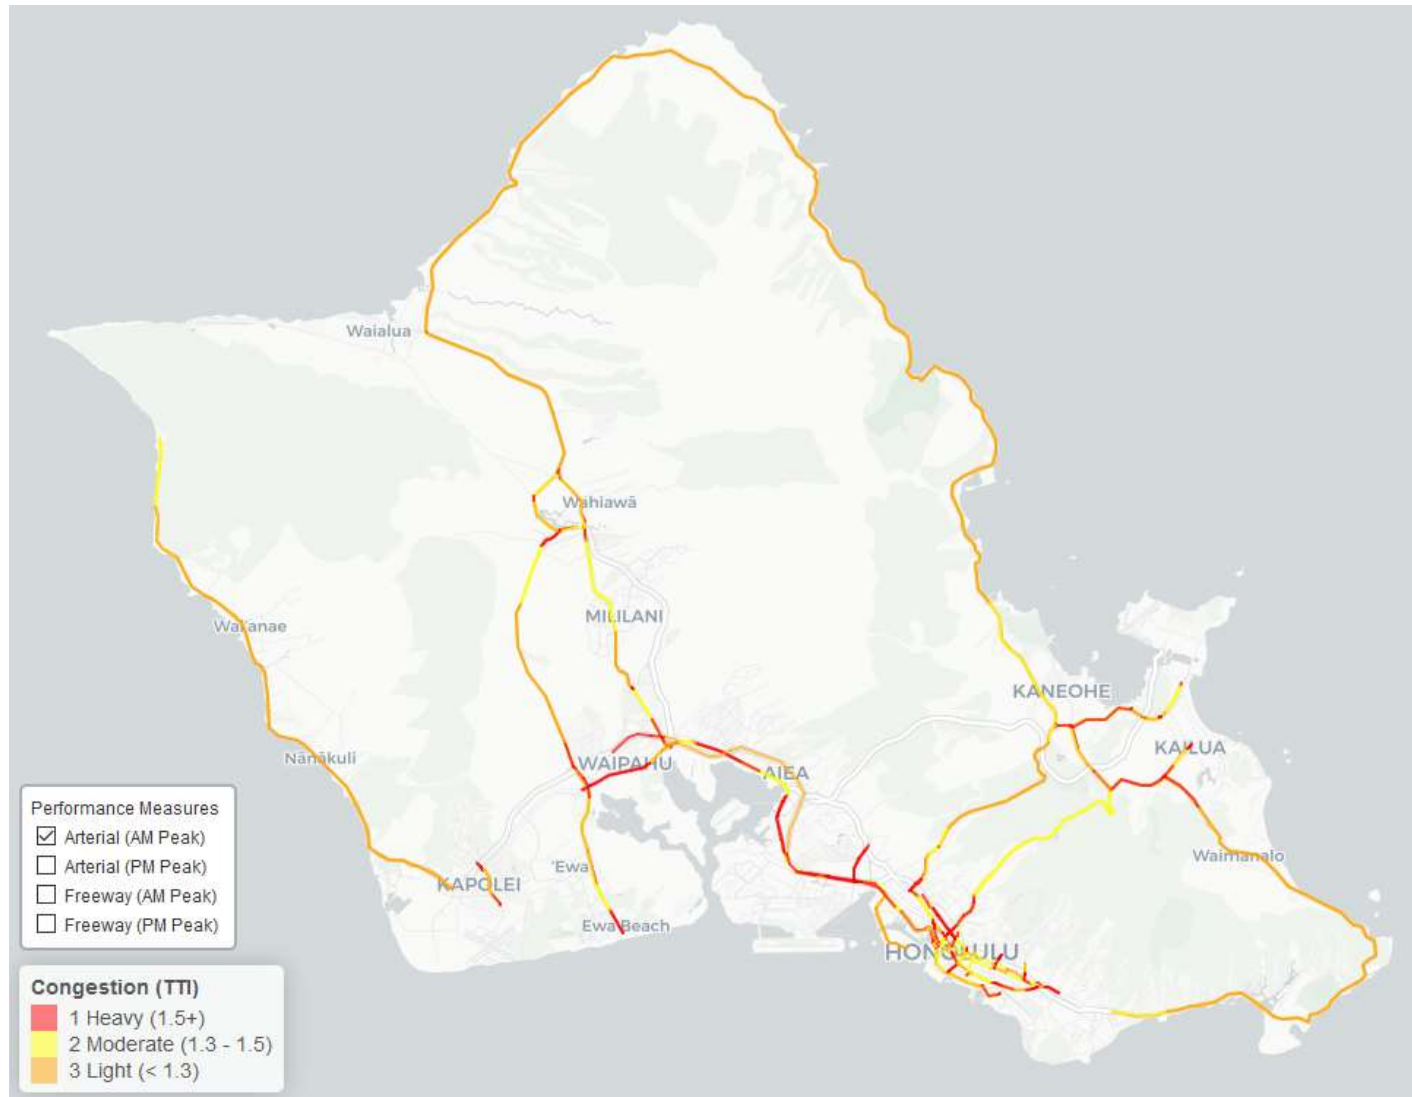 Waialua
Wahiawā
MILILANI
Wai'anae
KANEOHE
KAILUA
Nānākuli
WAIPAHU
AIEA
Waimanalo
'Ewa
KAPOLEI
Ewa Beach
HONOLULU
Performance Measures
Arterial (AM Peak)
Arterial (PM Peak)
Freeway (AM Peak)
Freeway (PM Peak)
Congestion (TTI)
1 Heavy (1.5+)
2 Moderate (1.3 - 1.5)
3 Light (< 1.3)